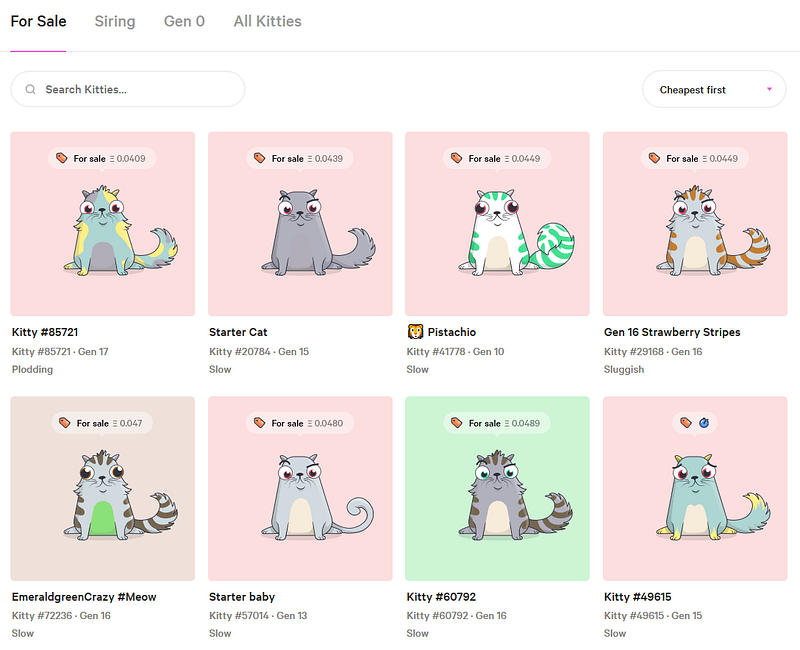 For Sale Siring Gen 0 All Kitties
Search Kitties... Cheapest first
For sale Ξ 0.0409 For sale Ξ 0.0439 For sale Ξ 0.0449 For sale Ξ 0.0449
Kitty #85721 Starter Cat Pistachio Gen 16 Strawberry Stripes
Kitty #85721 · Gen 17 Kitty #20784 · Gen 15 Kitty #41778 · Gen 10 Kitty #29168 · Gen 16
Plodding Slow Slow Sluggish
For sale Ξ 0.047 For sale Ξ 0.0480 For sale Ξ 0.0489
EmeraldgreenCrazy #Meow Starter baby Kitty #60792 Kitty #49615
Kitty #72236 · Gen 16 Kitty #57014 · Gen 13 Kitty #60792 · Gen 16 Kitty #49615 · Gen 15
Slow Slow Slow Slow